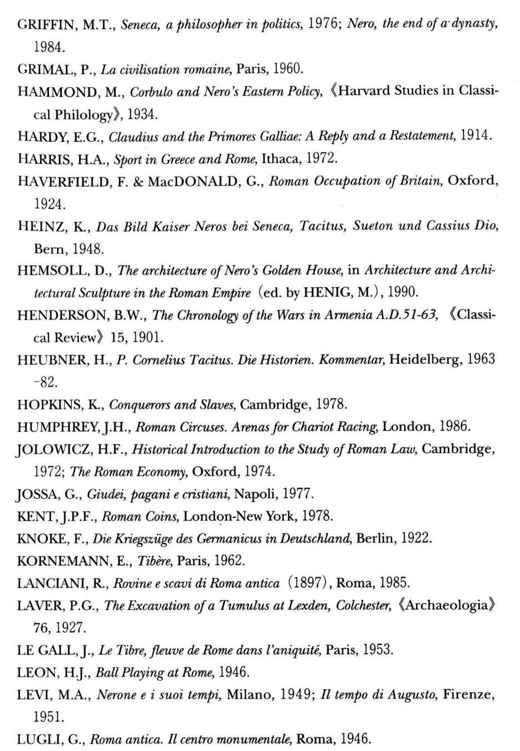 GRIFFIN, M.T., Seneca, a philosopher in politics, 1976; Nero, the end of a dynasty,
1984.
GRIMAL, P., La civilisation romaine, Paris, 1960.
HAMMOND, M., Corbulo and Nero's Eastern Policy, 《Harvard Studies in Classi-
cal Philology》, 1934.
HARDY, E.G., Claudius and the Primores Galliae: A Reply and a Restatement, 1914.
HARRIS, H.A., Sport in Greece and Rome, Ithaca, 1972.
HAVERFIELD, F. & MacDONALD, G., Roman Occupation of Britain, Oxford,
1924.
HEINZ, K., Das Bild Kaiser Neros bei Seneca, Tacitus, Sueton und Cassius Dio,
Bern, 1948.
HEMSOLL, D., The architecture of Nero's Golden House, in Architecture and Archi-
tectural Sculpture in the Roman Empire (ed. by HENIG, M.), 1990.
HENDERSON, B.W., The Chronology of the Wars in Armenia A.D.51-63, 《Classi-
cal Review》 15, 1901.
HEUBNER, H., P. Cornelius Tacitus. Die Historien. Kommentar, Heidelberg, 1963
-82.
HOPKINS, K., Conquerors and Slaves, Cambridge, 1978.
HUMPHREY, J.H., Roman Circuses. Arenas for Chariot Racing, London, 1986.
JOLOWICZ, H.F., Historical Introduction to the Study of Roman Law, Cambridge,
1972; The Roman Economy, Oxford, 1974.
JOSSA, G., Giudei, pagani e cristiani, Napoli, 1977.
KENT, J.P.F., Roman Coins, London-New York, 1978.
KNOKE, F., Die Kriegszüge des Germanicus in Deutschland, Berlin, 1922.
KORNEMANN, E., Tibère, Paris, 1962.
LANCIANI, R., Rovine e scavi di Roma antica (1897), Roma, 1985.
LAVER, P.G., The Excavation of a Tumulus at Lexden, Colchester, 《Archaeologia》
76, 1927.
LE GALL, J., Le Tibre, fleuve de Rome dans l'aniquité, Paris, 1953.
LEON, H.J., Ball Playing at Rome, 1946.
LEVI, M.A., Nerone e i suoi tempi, Milano, 1949; Il tempo di Augusto, Firenze,
1951.
LUGLI, G., Roma antica. Il centro monumentale, Roma, 1946.